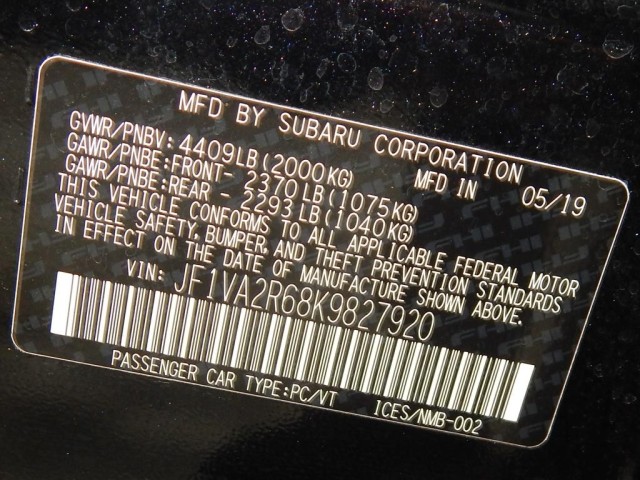 MFD BY SUBARU CORPORATION
GVWR/PNBV: 4409LB(2000KG) MFD IN 05/19
GAWR/PNBE:FRONT- 2370LB(1075KG)
GAWR/PNBE:REAR - 2293LB(1040KG)
THIS VEHICLE CONFORMS TO ALL APPLICABLE FEDERAL MOTOR
VEHICLE SAFETY, BUMPER, AND THEFT PREVENTION STANDARDS
IN EFFECT ON THE DATE OF MANUFACTURE SHOWN ABOVE.
VIN: JF1VA2R68K9827920
PASSENGER CAR TYPE:PC/VT ICES/NMB-002